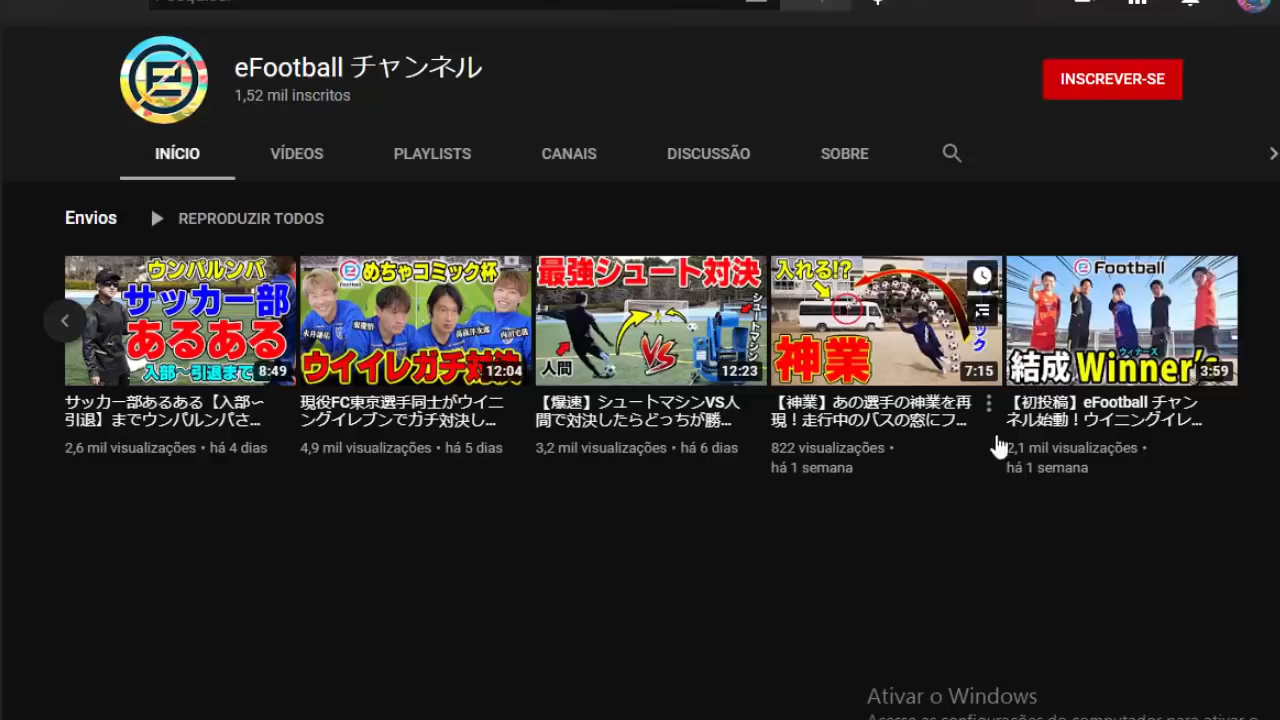 eFootball チャンネル
1,52 mil inscritos
INSCREVER-SE
INÍCIO
VÍDEOS
PLAYLISTS
CANAIS
DISCUSSÃO
SOBRE
Envios
REPRODUZIR TODOS
ウンパルンパ
サッカー部
あるある
入部～引退まで
8:49
サッカー部あるある【入部～
引退】までウンパルンパさ...
2,6 mil visualizações • há 4 dias
めちゃコミック杯
ウイイレガチ対決
12:04
現役FC東京選手同士がウイニ
ングイレブンでガチ対決し...
4,9 mil visualizações • há 5 dias
最強シュート対決
シュートマシン
人間
VS
12:23
【爆速】シュートマシンVS人
間で対決したらどっちが勝...
3,2 mil visualizações • há 6 dias
入れる!?
神業
7:15
【神業】あの選手の神業を再
現！走行中のバスの窓にフ...
822 visualizações •
há 1 semana
eFootball
ウィナーズ
結成 Winner's
3:59
【初投稿】eFootball チャン
ネル始動！ウイニングイレ...
2,1 mil visualizações •
há 1 semana
Ativar o Windows